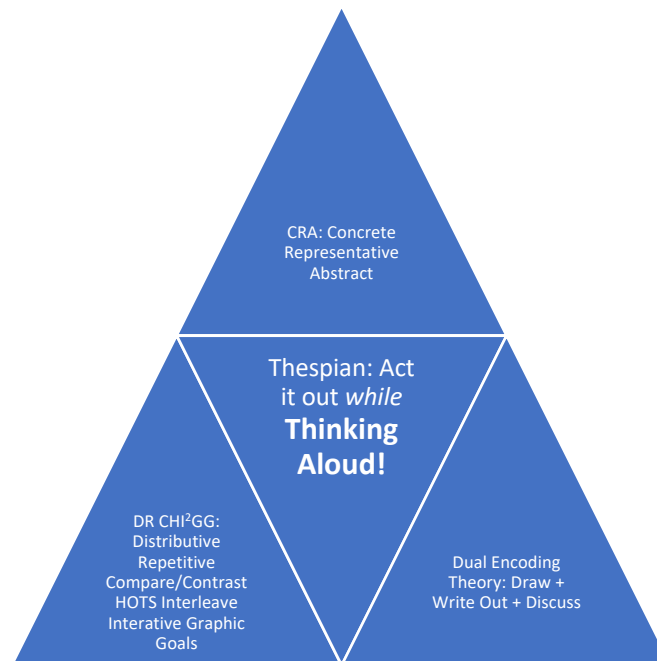 CRA: Concrete
Representative
Abstract
Thespian: Act
it out while
Thinking
Aloud!
DR CHI²GG:
Distributive
Repetitive
Compare/Contrast
HOTS Interleave
Interative Graphic
Goals
Dual Encoding
Theory: Draw +
Write Out + Discuss